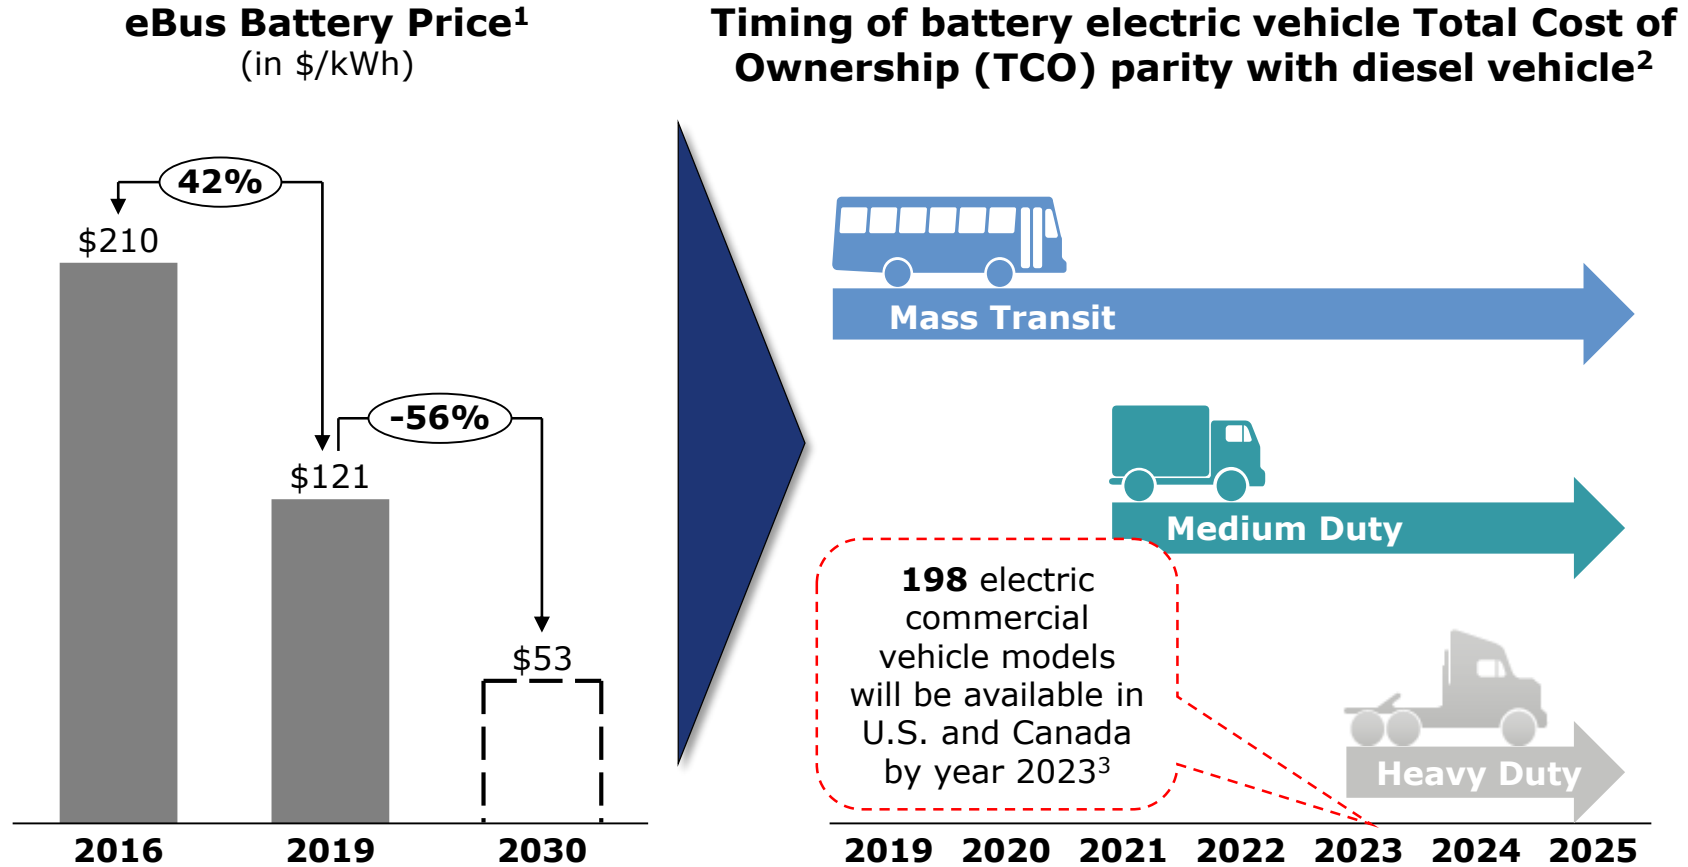 eBus Battery Price¹
(in $/kWh)
42%
$210
-56%
$121
$53
2016 2019 2030
Timing of battery electric vehicle Total Cost of
Ownership (TCO) parity with diesel vehicle²
Mass Transit
Medium Duty
198 electric
commercial
vehicle models
will be available in
U.S. and Canada
by year 2023³
Heavy Duty
2019 2020 2021 2022 2023 2024 2025